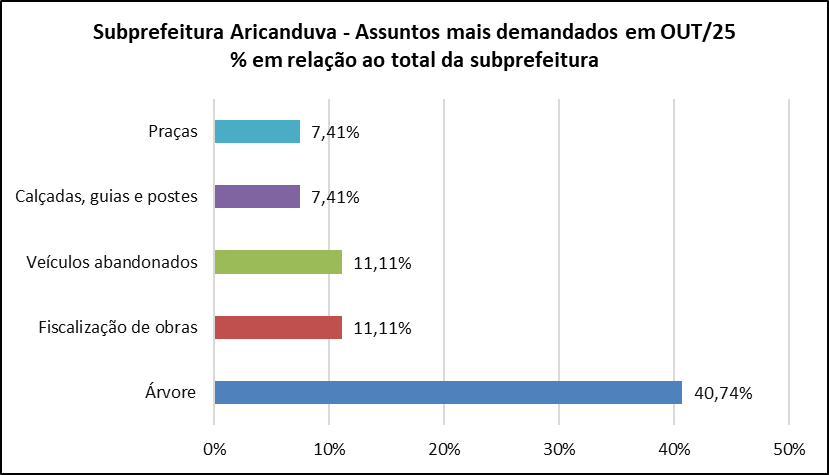 Subprefeitura Aricanduva - Assuntos mais demandados em OUT/25
% em relação ao total da subprefeitura
Praças 7,41%
Calçadas, guias e postes 7,41%
Veículos abandonados 11,11%
Fiscalização de obras 11,11%
Árvore 40,74%
0% 10% 20% 30% 40% 50%